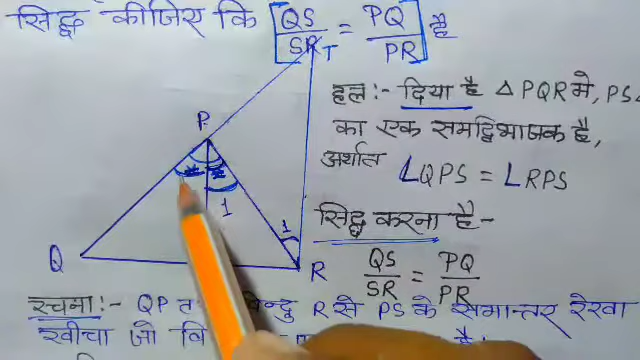 सिद्ध कीजिए कि [QS/SR = PQ/PR] है
T
हल:- दिया है △PQR मे, PS
का एक समद्विभाजक है,
अर्थात
∠QPS = ∠RPS
सिद्ध करना है-
QS/SR = PQ/PR
P
1
1
Q
R
रचना:- QP R से PS के समान्तर रेखा
खीचा जो